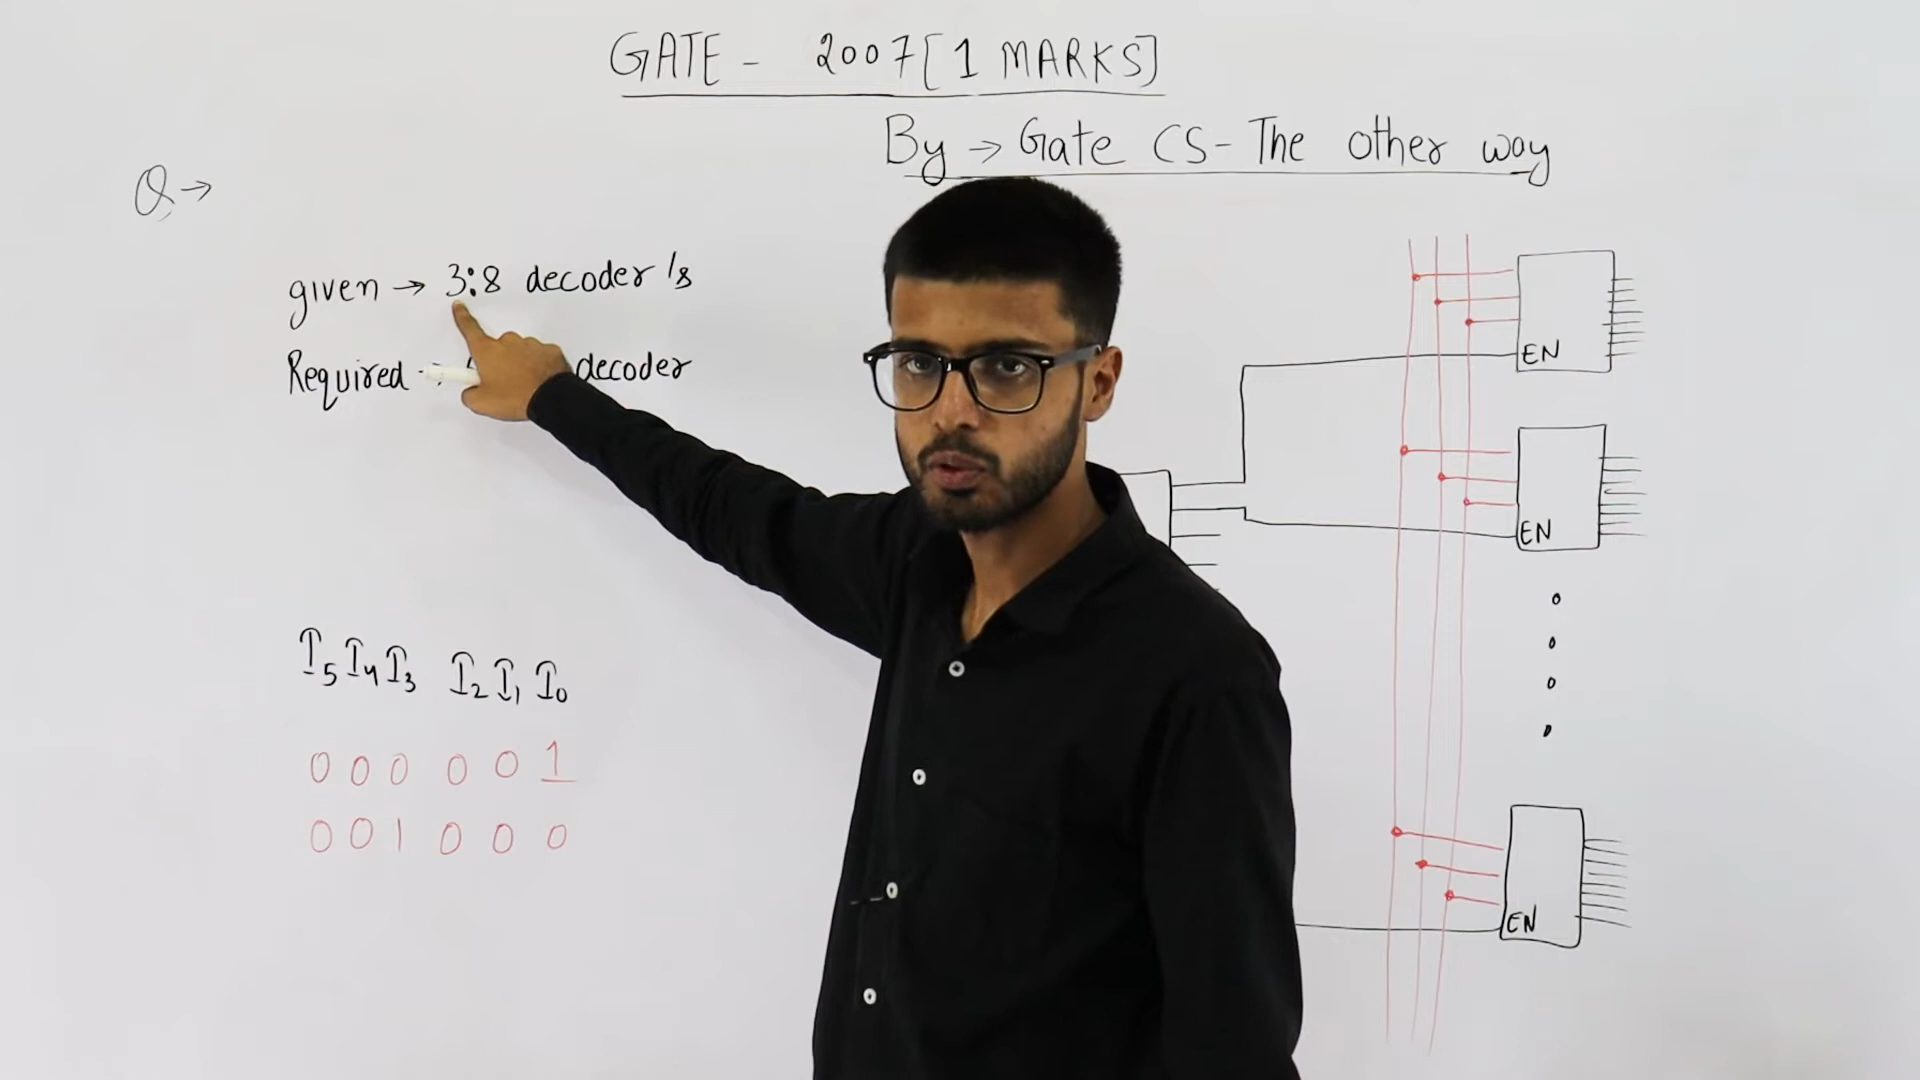 GATE - 2007 [1 MARKS]
By → Gate CS - The other way
Q →
given → 3:8 decoder/s
Required decoder
I5 I4 I3 I2 I1 I0
0 0 0 0 0 1
0 0 1 0 0 0
EN
EN
EN